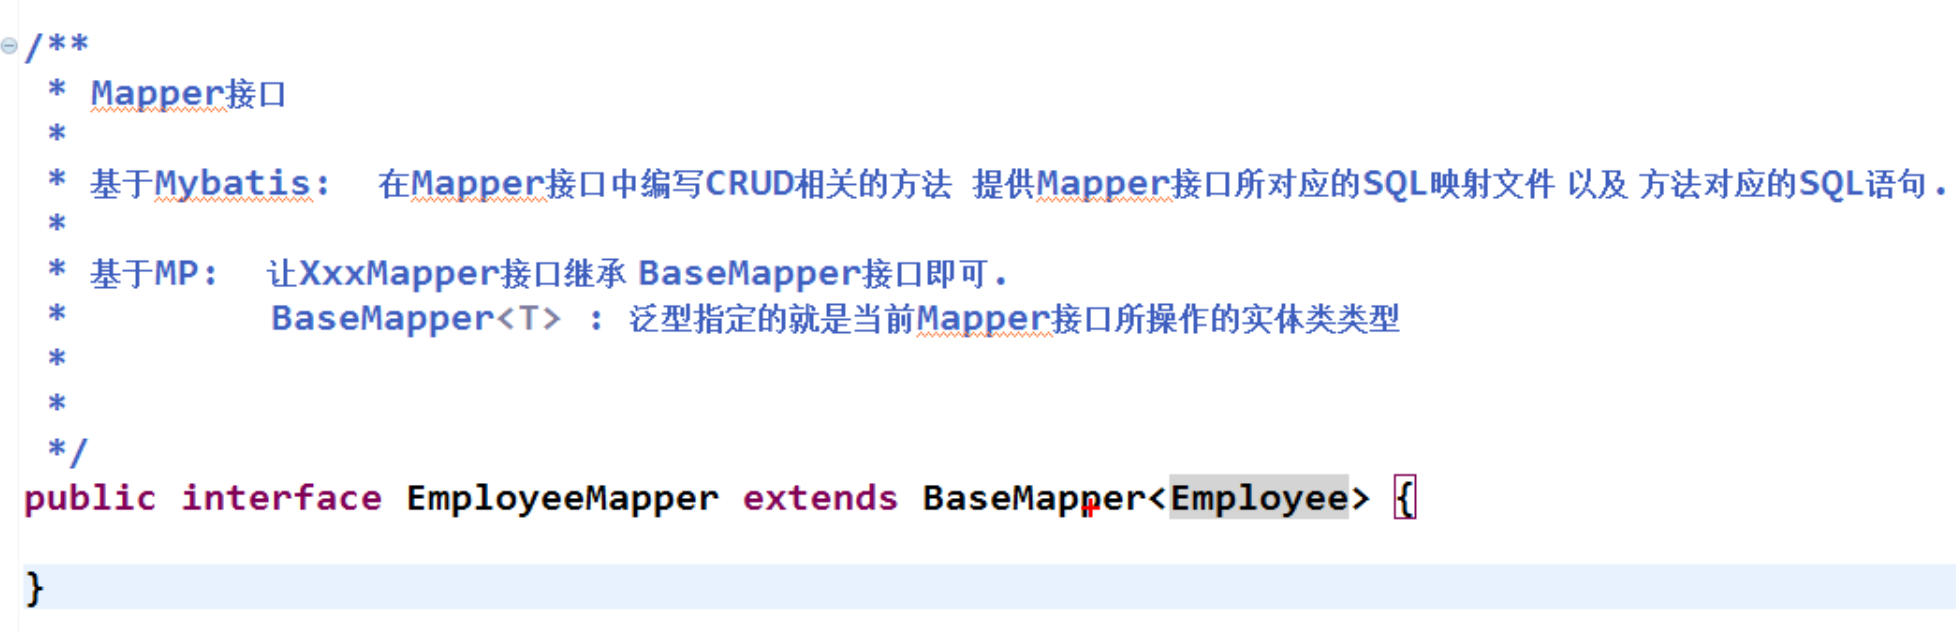 /**
 * Mapper接口
 *
 * 基于Mybatis:  在Mapper接口中编写CRUD相关的方法  提供Mapper接口所对应的SQL映射文件 以及 方法对应的SQL语句.
 *
 * 基于MP:  让XxxMapper接口继承 BaseMapper接口即可.
 *         BaseMapper<T> : 泛型指定的就是当前Mapper接口所操作的实体类类型
 *
 *
 */
public interface EmployeeMapper extends BaseMapper<Employee> {
}